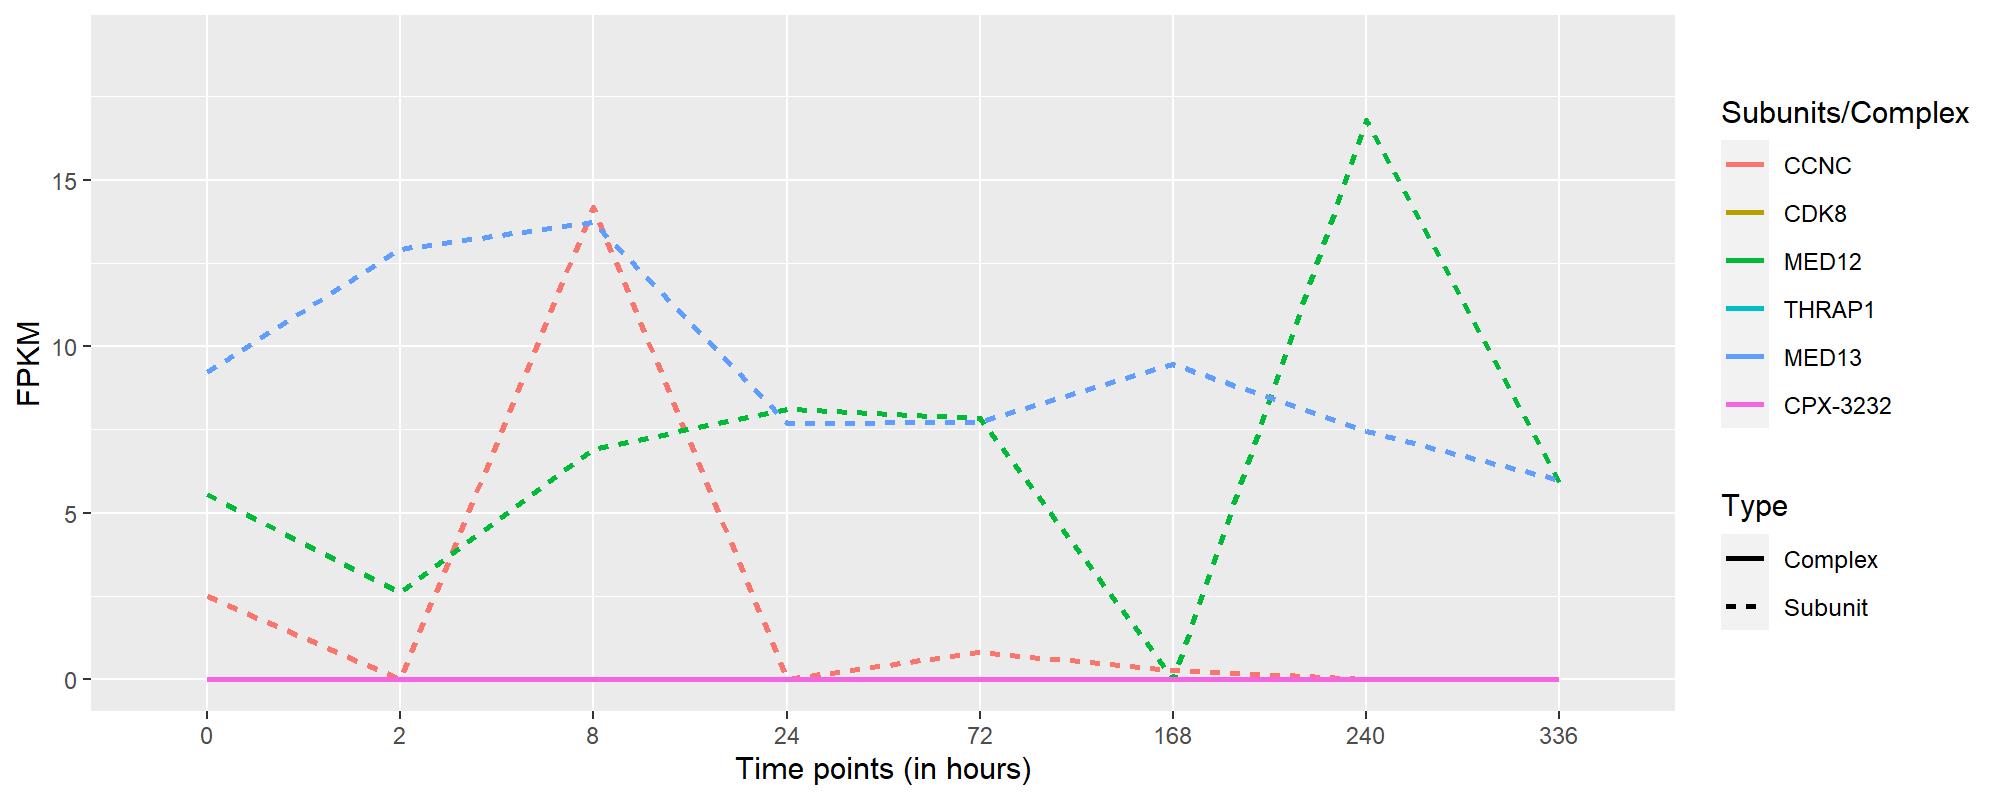 15
10
5
0
FPKM
0 2 8 24 72 168 240 336
Time points (in hours)
Subunits/Complex
CCNC
CDK8
MED12
THRAP1
MED13
CPX-3232
Type
Complex
Subunit